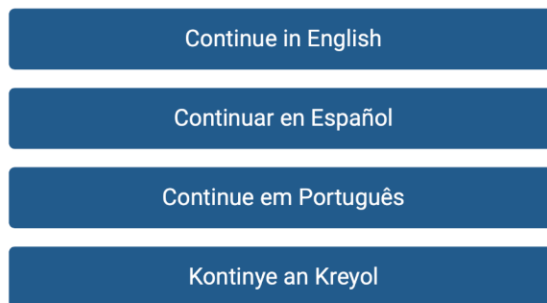 Continue in English
Continuar en Español
Continue em Português
Kontinye an Kreyol